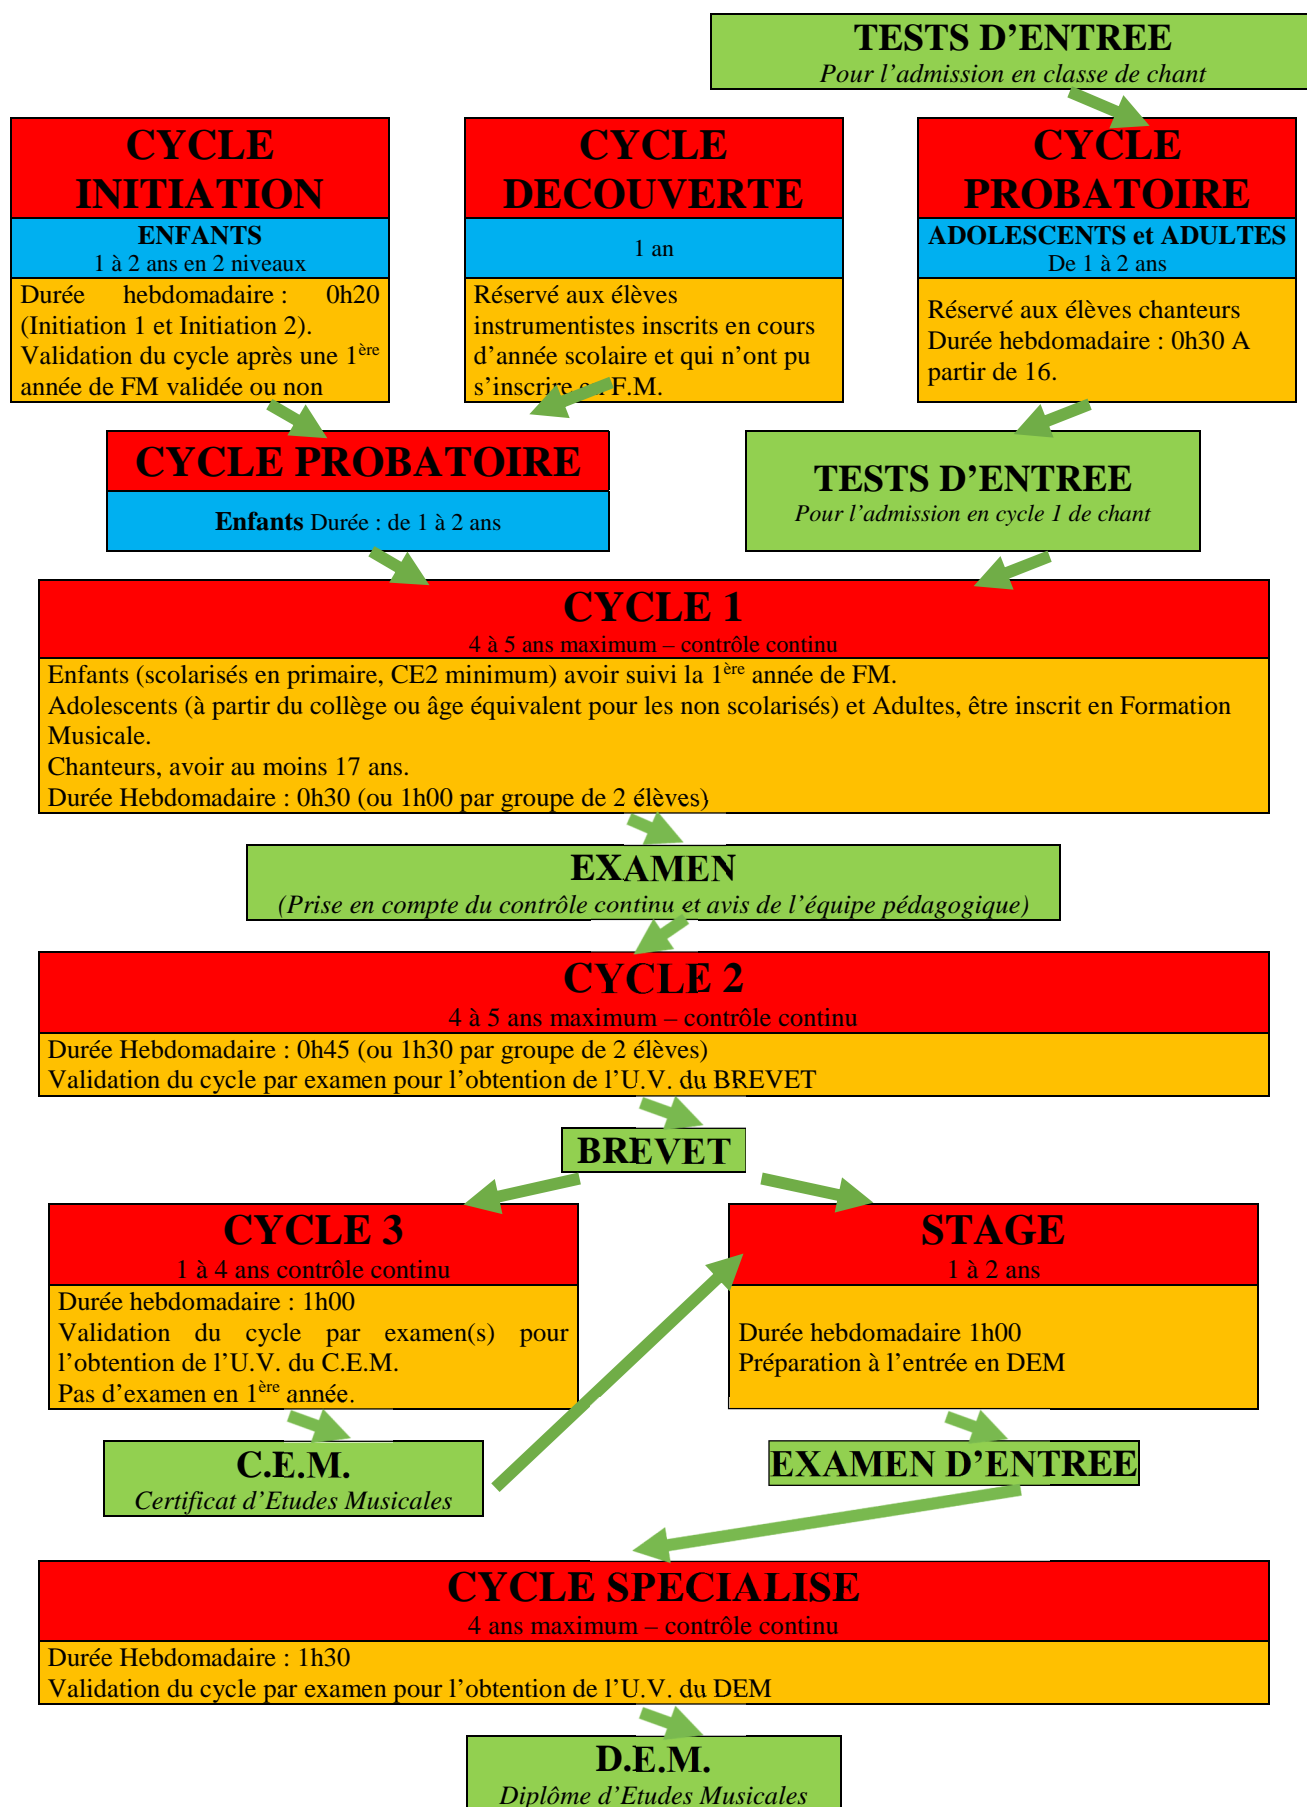 TESTS D’ENTREE
Pour l’admission en classe de chant
CYCLE
INITIATION
ENFANTS
1 à 2 ans en 2 niveaux
Durée hebdomadaire : 0h20
(Initiation 1 et Initiation 2).
Validation du cycle après une 1ère
année de FM validée ou non
CYCLE
DECOUVERTE
1 an
Réservé aux élèves
instrumentistes inscrits en cours
d’année scolaire et qui n’ont pu
s’inscrire en F.M.
CYCLE
PROBATOIRE
ADOLESCENTS et ADULTES
De 1 à 2 ans
Réservé aux élèves chanteurs
Durée hebdomadaire : 0h30 A
partir de 16.
CYCLE PROBATOIRE
Enfants Durée : de 1 à 2 ans
TESTS D’ENTREE
Pour l’admission en cycle 1 de chant
CYCLE 1
4 à 5 ans maximum – contrôle continu
Enfants (scolarisés en primaire, CE2 minimum) avoir suivi la 1ère année de FM.
Adolescents (à partir du collège ou âge équivalent pour les non scolarisés) et Adultes, être inscrit en Formation
Musicale.
Chanteurs, avoir au moins 17 ans.
Durée Hebdomadaire : 0h30 (ou 1h00 par groupe de 2 élèves)
EXAMEN
(Prise en compte du contrôle continu et avis de l’équipe pédagogique)
CYCLE 2
4 à 5 ans maximum – contrôle continu
Durée Hebdomadaire : 0h45 (ou 1h30 par groupe de 2 élèves)
Validation du cycle par examen pour l’obtention de l’U.V. du BREVET
BREVET
CYCLE 3
1 à 4 ans contrôle continu
Durée hebdomadaire : 1h00
Validation du cycle par examen(s) pour
l’obtention de l’U.V. du C.E.M.
Pas d’examen en 1ère année.
STAGE
1 à 2 ans
Durée hebdomadaire 1h00
Préparation à l’entrée en DEM
C.E.M.
Certificat d’Etudes Musicales
EXAMEN D’ENTREE
CYCLE SPECIALISE
4 ans maximum – contrôle continu
Durée Hebdomadaire : 1h30
Validation du cycle par examen pour l’obtention de l’U.V. du DEM
D.E.M.
Diplôme d’Etudes Musicales